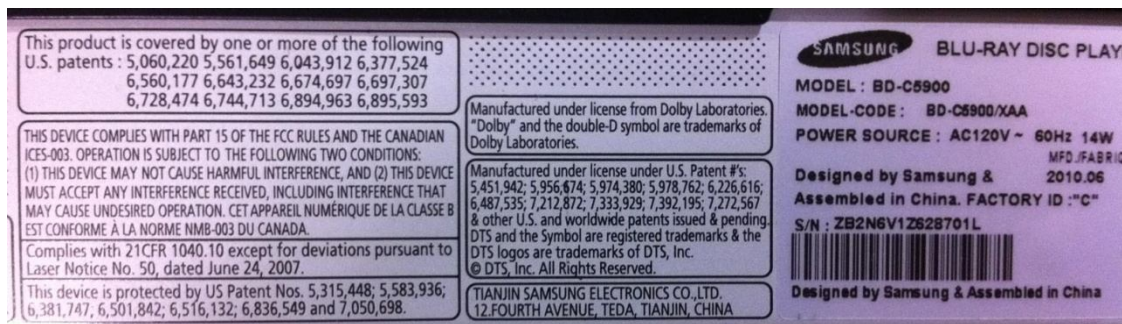 This product is covered by one or more of the following
U.S. patents : 5,060,220 5,561,649 6,043,912 6,377,524
6,560,177 6,643,232 6,674,697 6,697,307
6,728,474 6,744,713 6,894,963 6,895,593
THIS DEVICE COMPLIES WITH PART 15 OF THE FCC RULES AND THE CANADIAN
ICES-003. OPERATION IS SUBJECT TO THE FOLLOWING TWO CONDITIONS:
(1) THIS DEVICE MAY NOT CAUSE HARMFUL INTERFERENCE, AND (2) THIS DEVICE
MUST ACCEPT ANY INTERFERENCE RECEIVED, INCLUDING INTERFERENCE THAT
MAY CAUSE UNDESIRED OPERATION. CET APPAREIL NUMÉRIQUE DE LA CLASSE B
EST CONFORME À LA NORME NMB-003 DU CANADA.
Complies with 21CFR 1040.10 except for deviations pursuant to
Laser Notice No. 50, dated June 24, 2007.
This device is protected by US Patent Nos. 5,315,448; 5,583,936;
6,381,747; 6,501,842; 6,516,132; 6,836,549 and 7,050,698.
Manufactured under license from Dolby Laboratories.
"Dolby" and the double-D symbol are trademarks of
Dolby Laboratories.
Manufactured under license under U.S. Patent #'s:
5,451,942; 5,956,674; 5,974,380; 5,978,762; 6,226,616;
6,487,535; 7,212,872; 7,333,929; 7,392,195; 7,272,567
& other U.S. and worldwide patents issued & pending.
DTS and the Symbol are registered trademarks & the
DTS logos are trademarks of DTS, Inc.
© DTS, Inc. All Rights Reserved.
TIANJIN SAMSUNG ELECTRONICS CO.,LTD.
12.FOURTH AVENUE, TEDA, TIANJIN, CHINA
SAMSUNG BLU-RAY DISC PLAY
MODEL : BD-C5900
MODEL-CODE : BD-C5900/XAA
POWER SOURCE : AC120V ~ 60Hz 14W
MFD./FABRIC
Designed by Samsung & 2010.06
Assembled in China. FACTORY ID :"C"
S/N : ZB2N6V1Z628701L
Designed by Samsung & Assembled in China